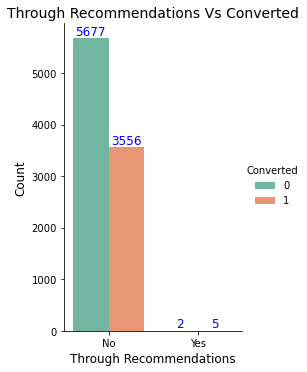 Through Recommendations Vs Converted
5677
3556
2
5
5000
4000
3000
2000
1000
0
Count
No
Yes
Through Recommendations
Converted
0
1